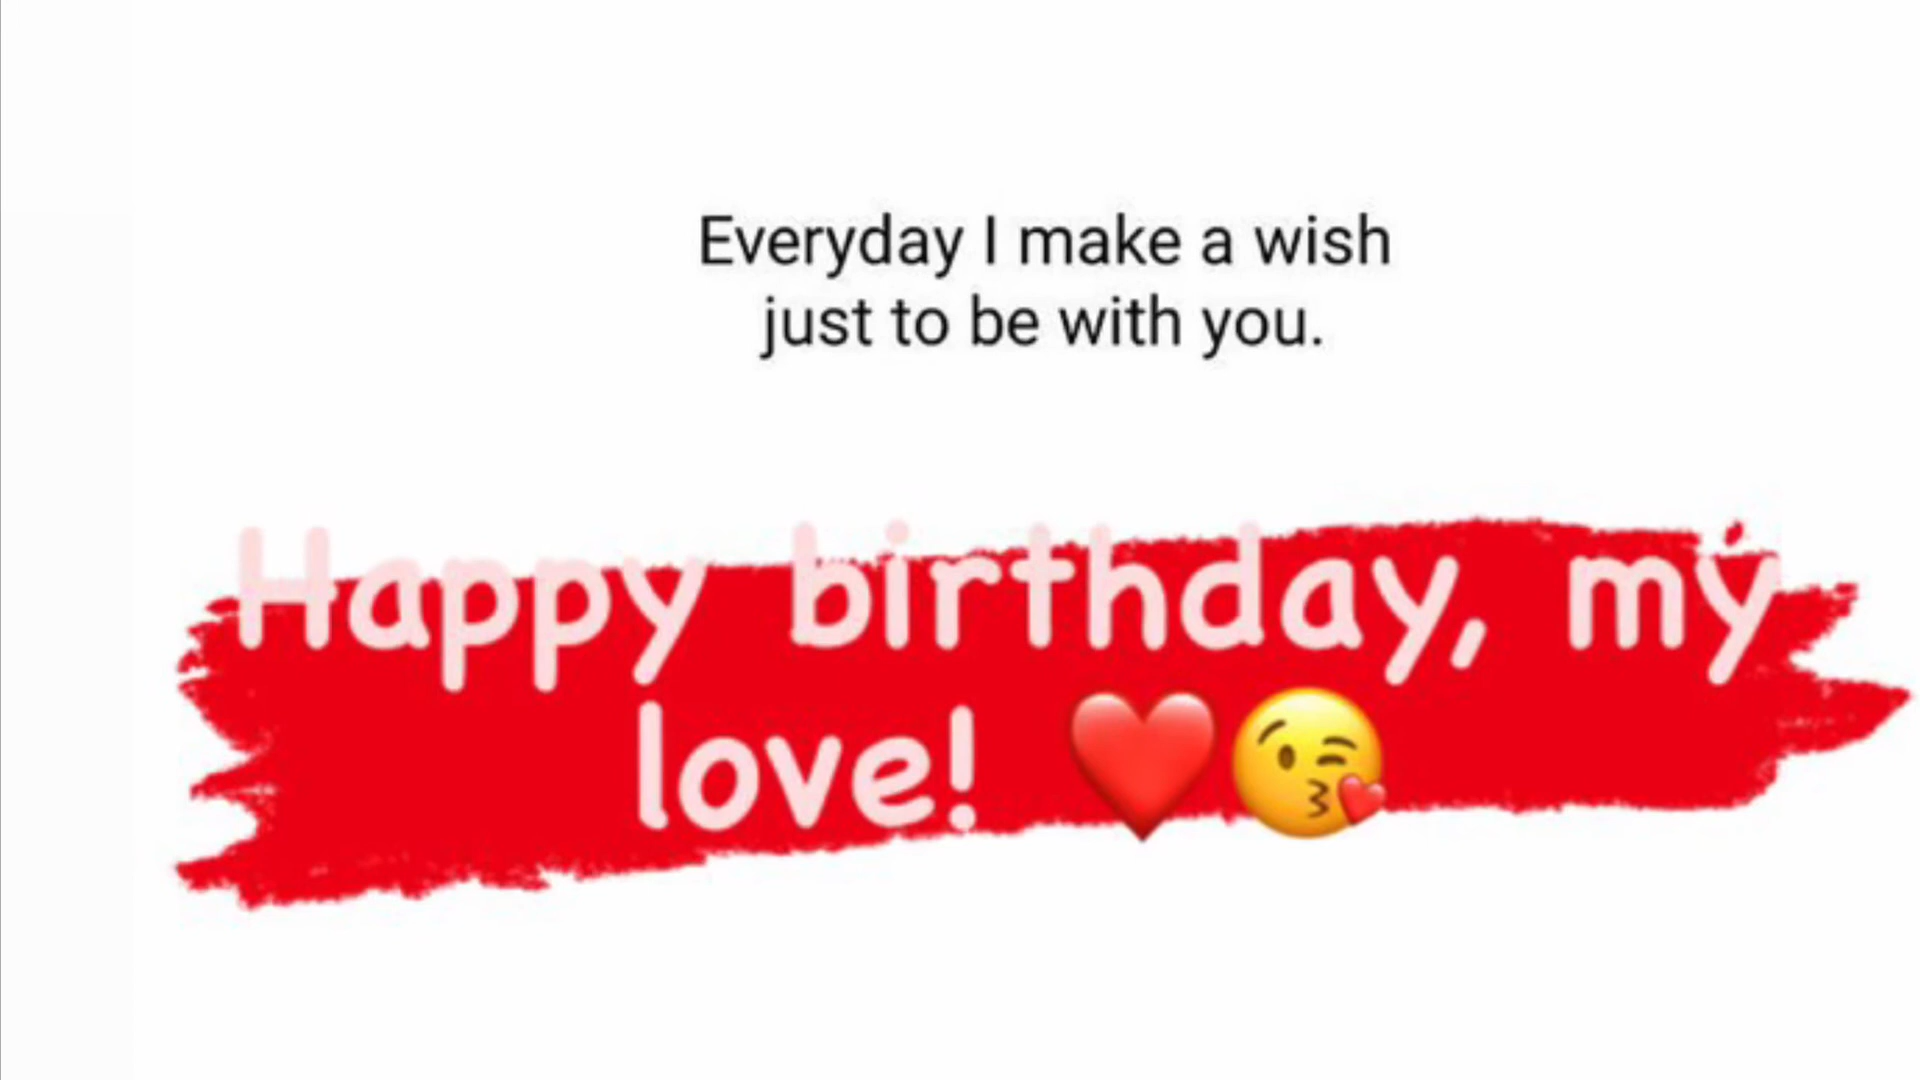 Everyday I make a wish
just to be with you.
Happy birthday, my
love! ❤️😘